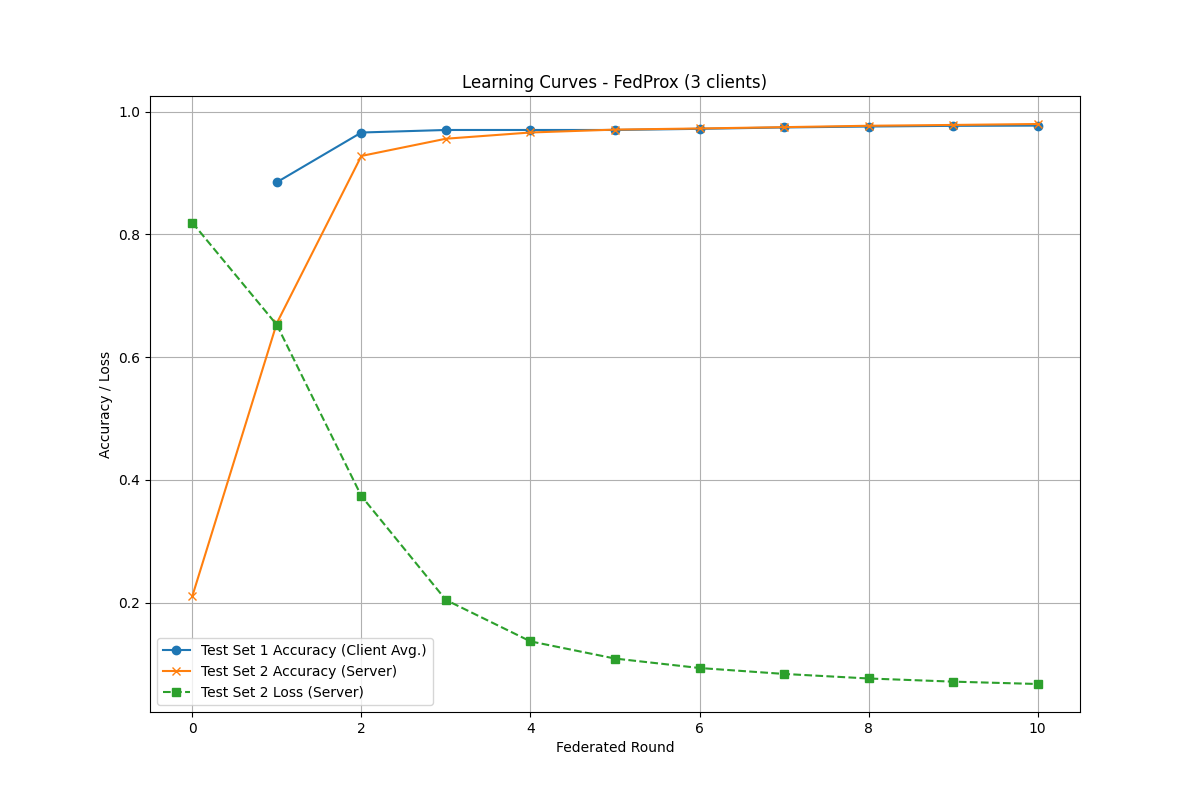 Learning Curves - FedProx (3 clients)
1.0
0.8
0.6
0.4
0.2
Accuracy / Loss
Test Set 1 Accuracy (Client Avg.)
Test Set 2 Accuracy (Server)
Test Set 2 Loss (Server)
0 2 4 6 8 10
Federated Round